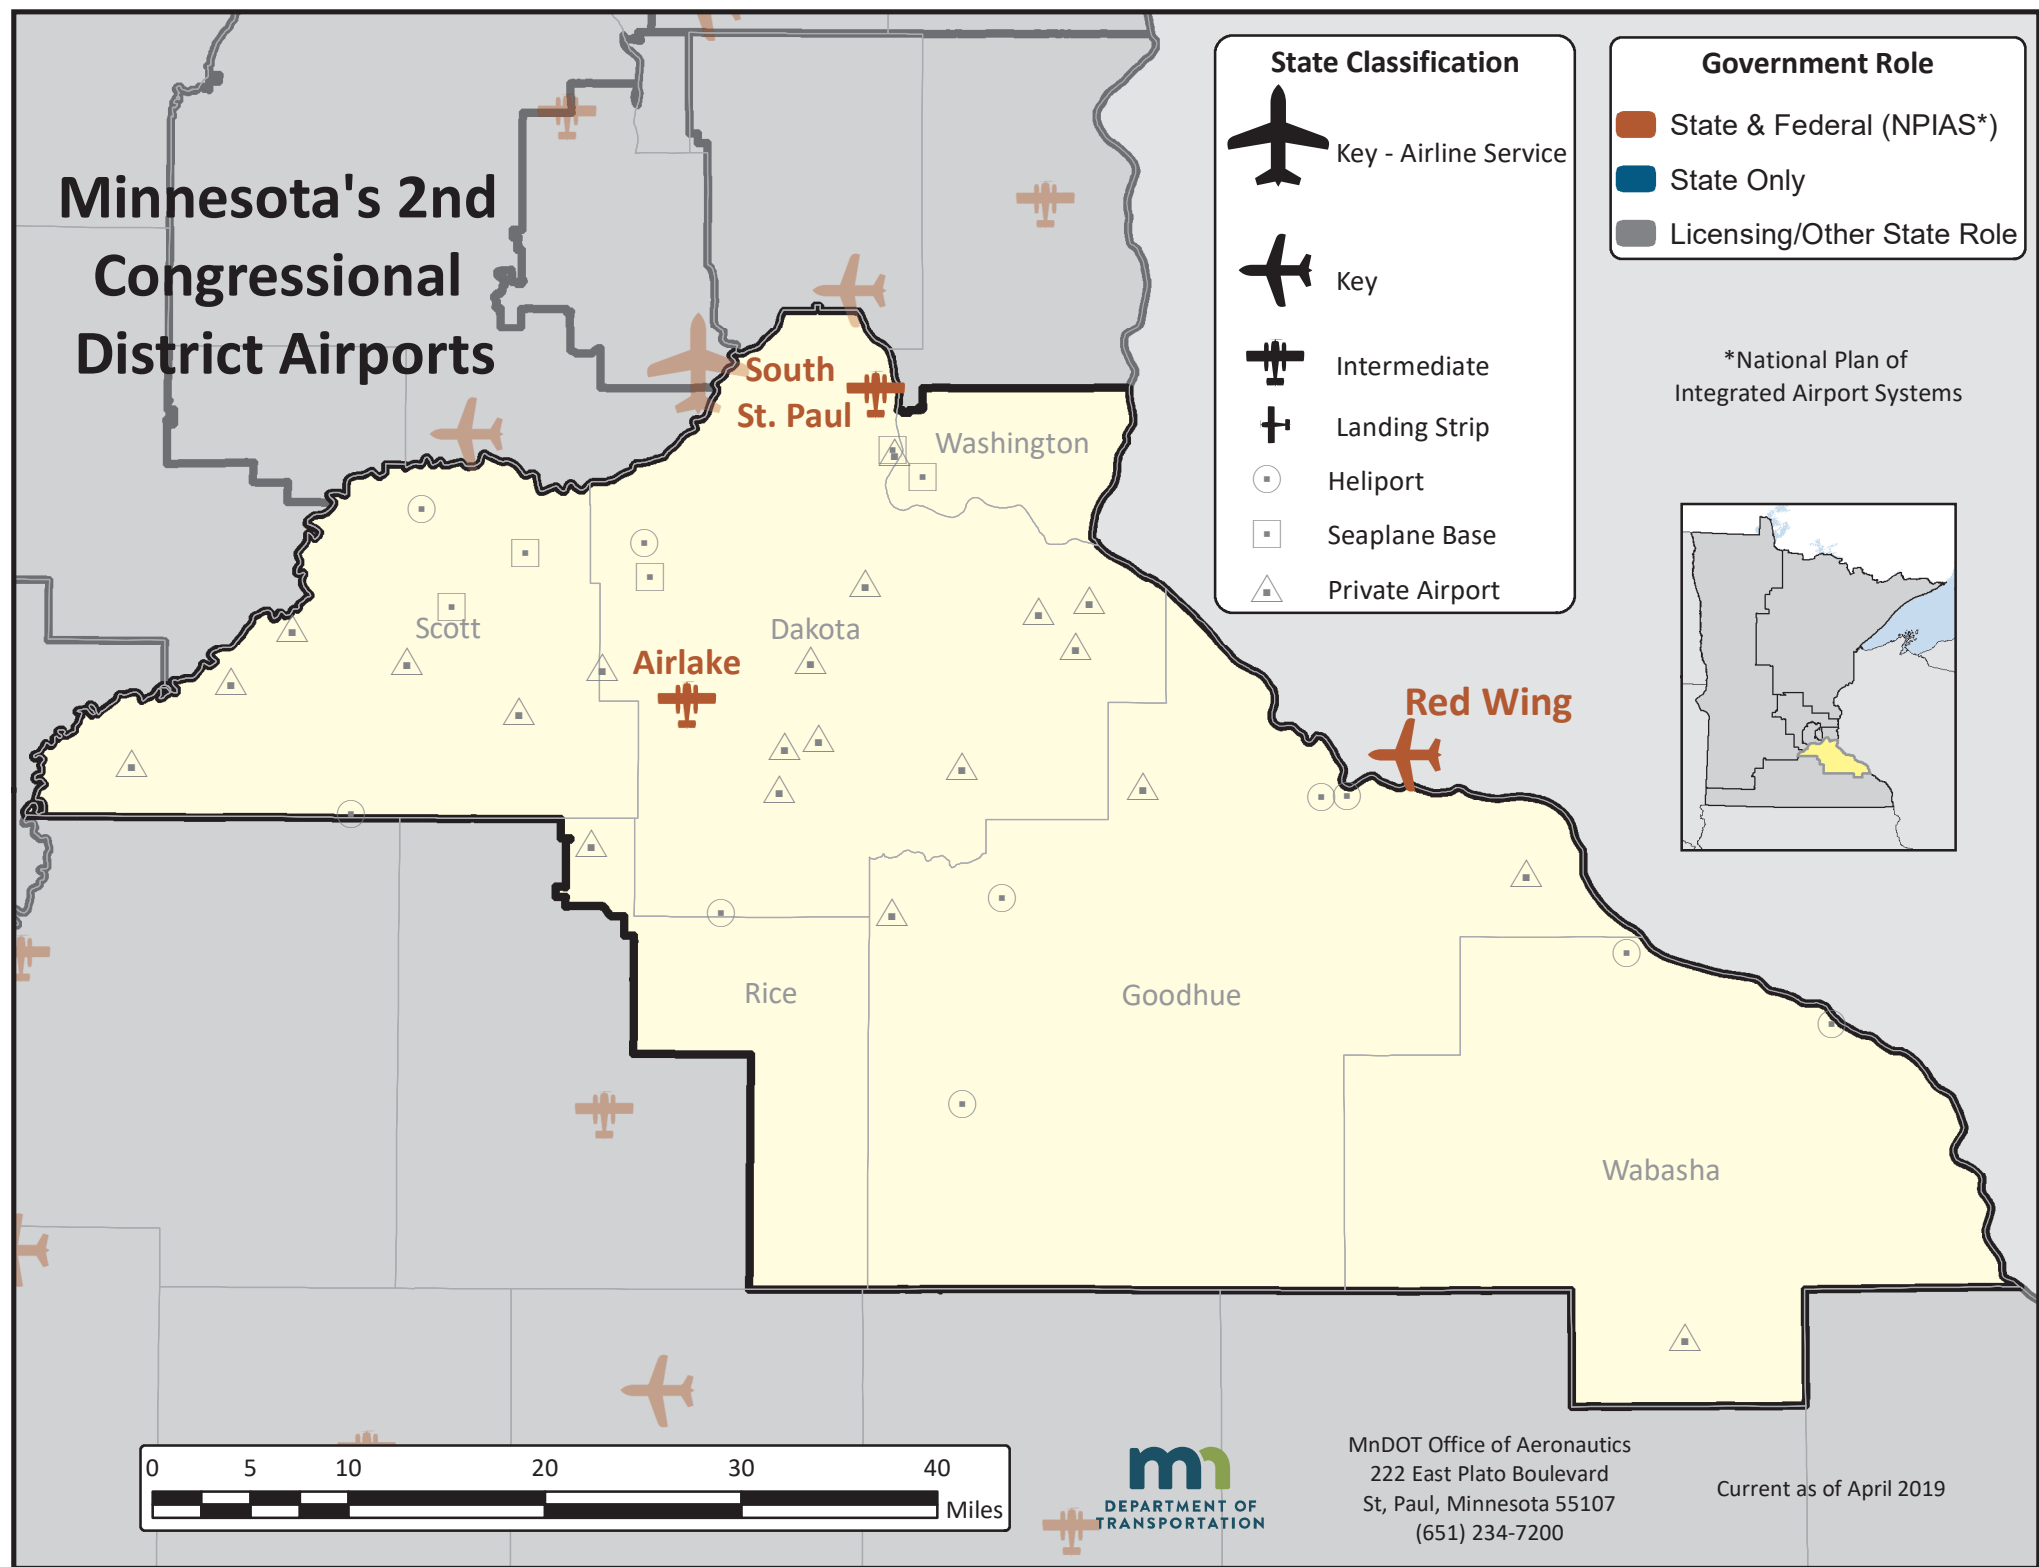 Minnesota's 2nd
Congressional
District Airports
State Classification
Key - Airline Service
Key
Intermediate
Landing Strip
Heliport
Seaplane Base
Private Airport
Government Role
State & Federal (NPIAS*)
State Only
Licensing/Other State Role
*National Plan of
Integrated Airport Systems
South
St. Paul
Washington
Scott
Dakota
Airlake
Red Wing
Rice
Goodhue
Wabasha
0 5 10 20 30 40
Miles
mn
DEPARTMENT OF
TRANSPORTATION
MnDOT Office of Aeronautics
222 East Plato Boulevard
St, Paul, Minnesota 55107
(651) 234-7200
Current as of April 2019